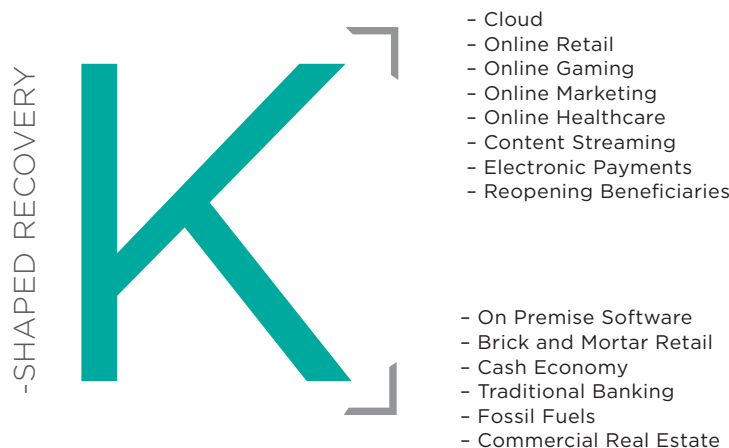 K
-SHAPED RECOVERY
– Cloud
– Online Retail
– Online Gaming
– Online Marketing
– Online Healthcare
– Content Streaming
– Electronic Payments
– Reopening Beneficiaries
– On Premise Software
– Brick and Mortar Retail
– Cash Economy
– Traditional Banking
– Fossil Fuels
– Commercial Real Estate